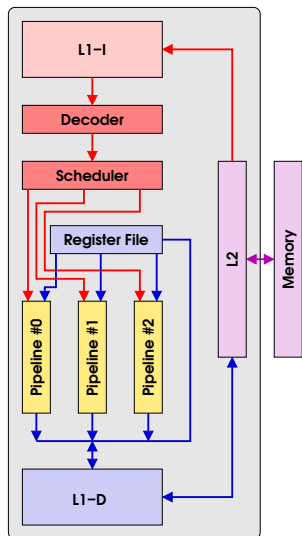 L1–I
Decoder
Scheduler
Register File
Pipeline #0
Pipeline #1
Pipeline #2
L1–D
L2
Memory